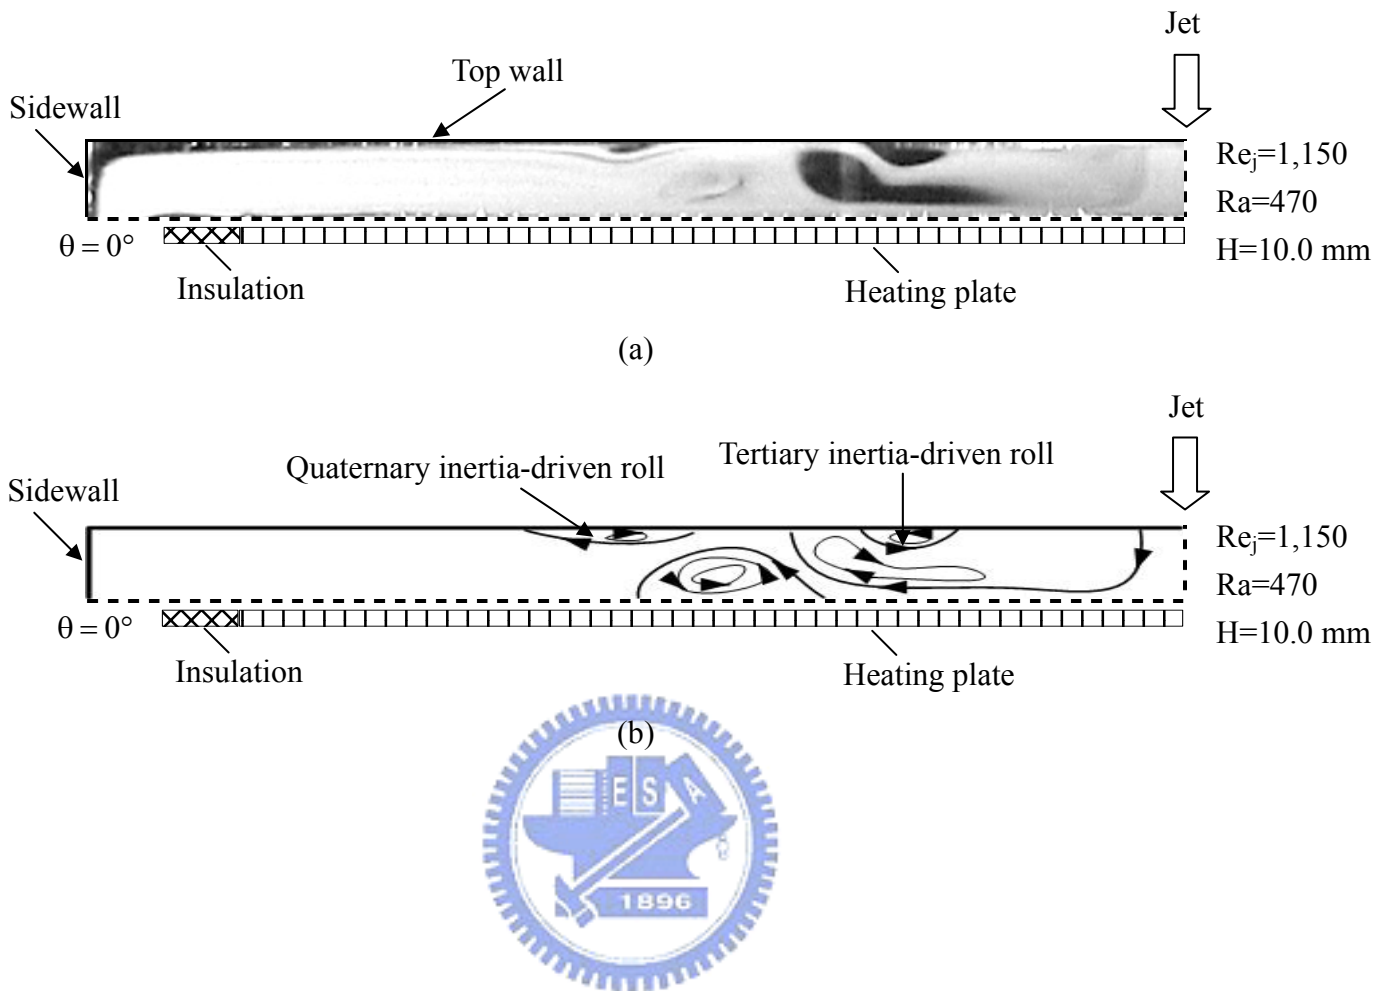 Jet
Top wall
Sidewall
Re_j=1,150
Ra=470
H=10.0 mm
θ = 0°
Insulation
Heating plate
(a)
Jet
Quaternary inertia-driven roll
Tertiary inertia-driven roll
Sidewall
Re_j=1,150
Ra=470
H=10.0 mm
θ = 0°
Insulation
Heating plate
(b)
E S A
1896